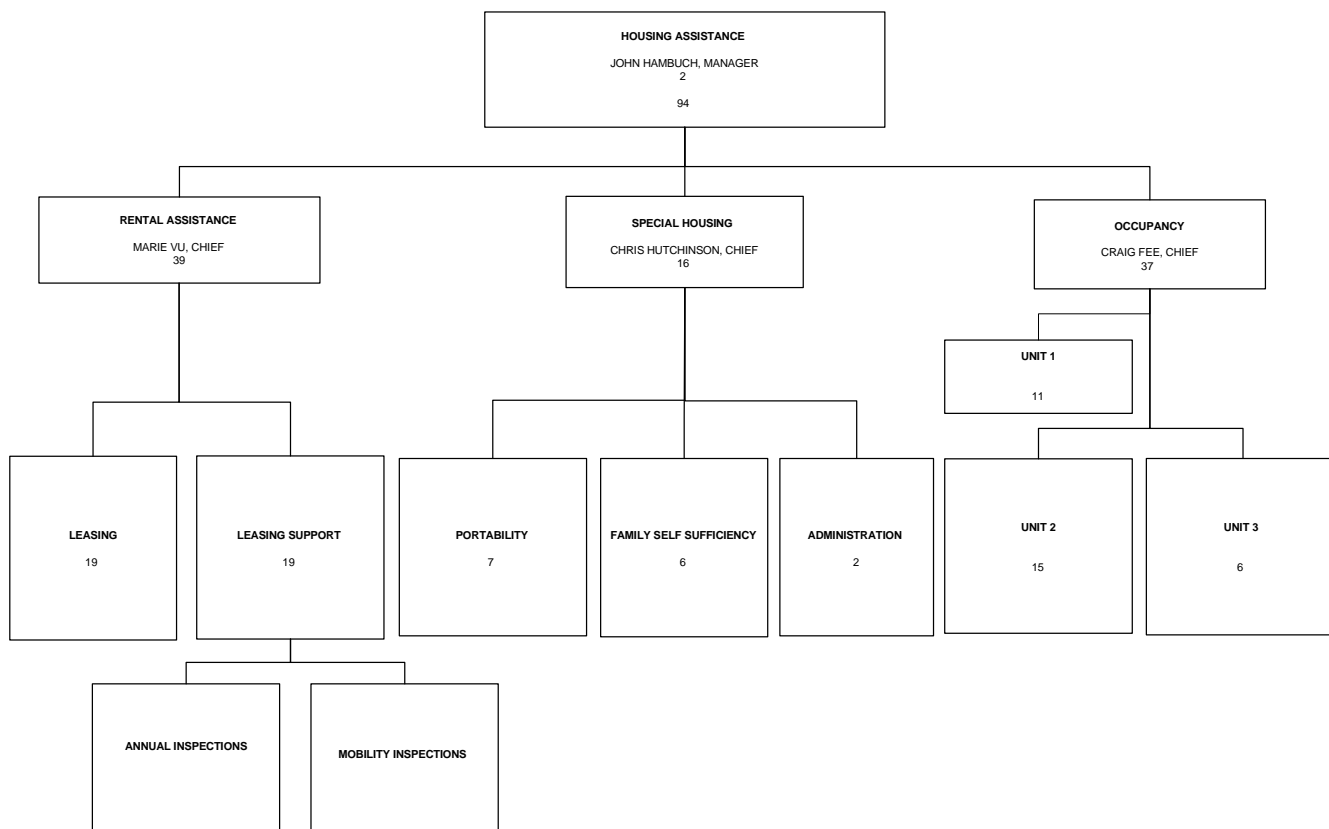 HOUSING ASSISTANCE
JOHN HAMBUCH, MANAGER
2
94
RENTAL ASSISTANCE
MARIE VU, CHIEF
39
SPECIAL HOUSING
CHRIS HUTCHINSON, CHIEF
16
OCCUPANCY
CRAIG FEE, CHIEF
37
UNIT 1
11
LEASING
19
LEASING SUPPORT
19
PORTABILITY
7
FAMILY SELF SUFFICIENCY
6
ADMINISTRATION
2
UNIT 2
15
UNIT 3
6
ANNUAL INSPECTIONS
MOBILITY INSPECTIONS